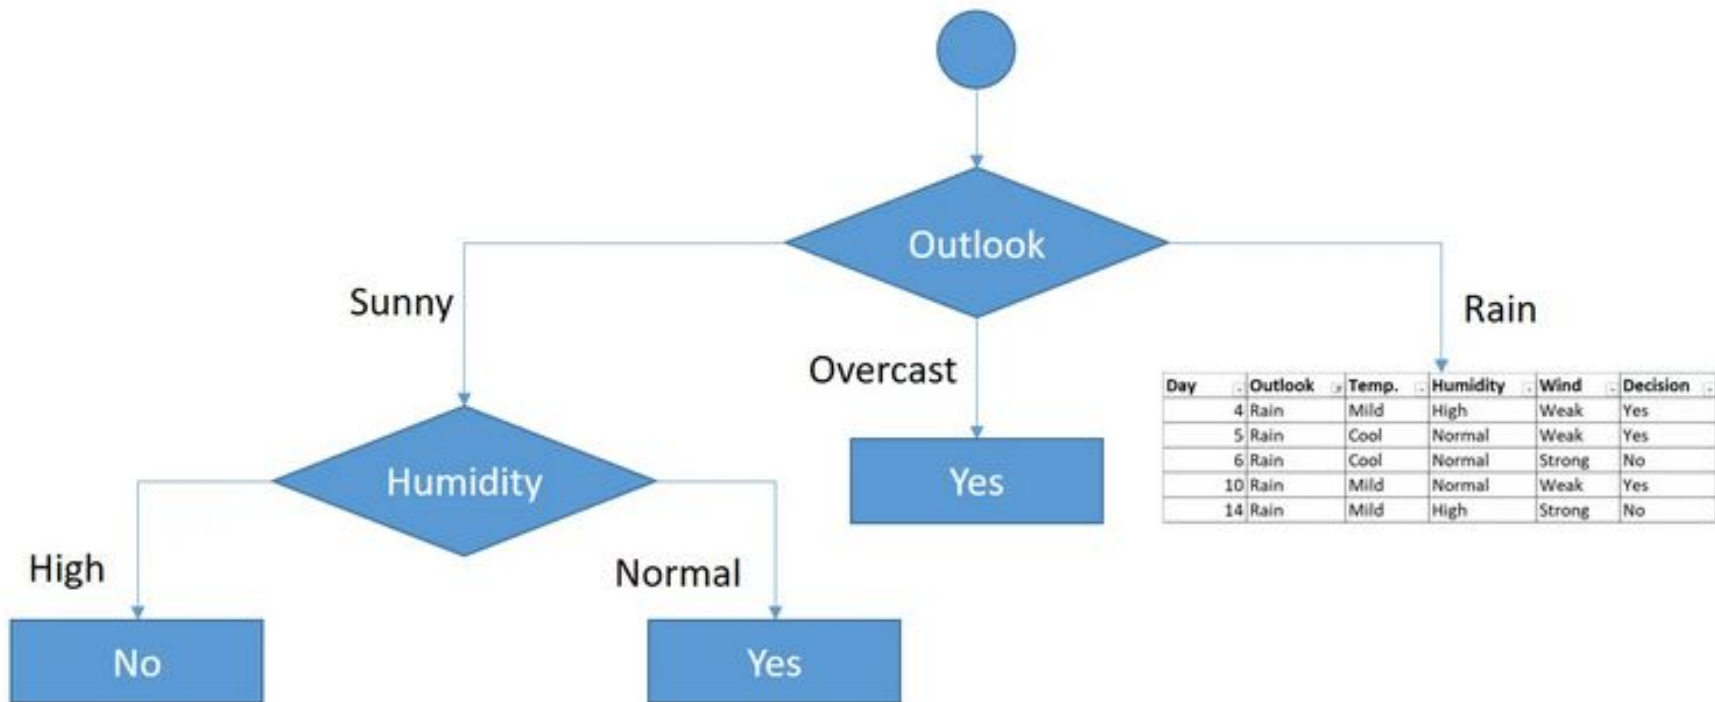 Outlook
Sunny
Rain
Overcast
Day Outlook Temp. Humidity Wind Decision
4 Rain Mild High Weak Yes
5 Rain Cool Normal Weak Yes
6 Rain Cool Normal Strong No
10 Rain Mild Normal Weak Yes
14 Rain Mild High Strong No
Humidity
Yes
High
Normal
No
Yes